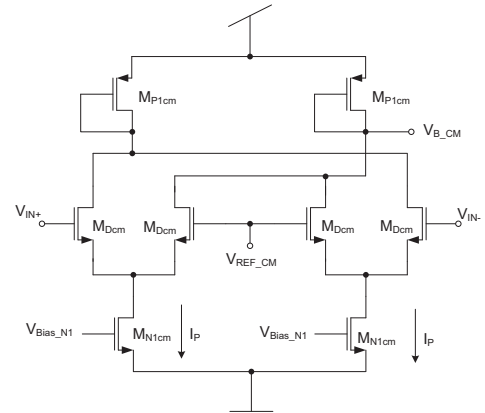 M_P1cm M_P1cm
V_B_CM
V_IN+ M_Dcm M_Dcm M_Dcm M_Dcm V_IN-
V_REF_CM
V_Bias_N1 M_N1cm I_P V_Bias_N1 M_N1cm I_P